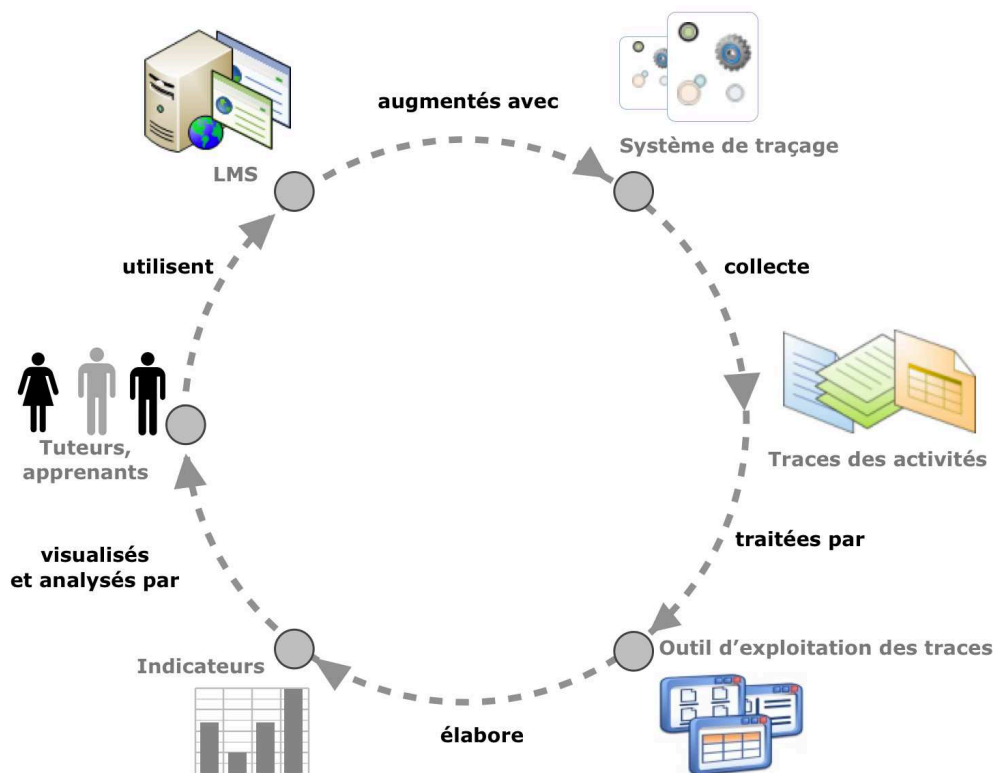 augmentés avec
Système de traçage
LMS
utilisent
collecte
Tuteurs,
apprenants
Traces des activités
traitées par
visualisés
et analysés par
Outil d’exploitation des traces
Indicateurs
élabore